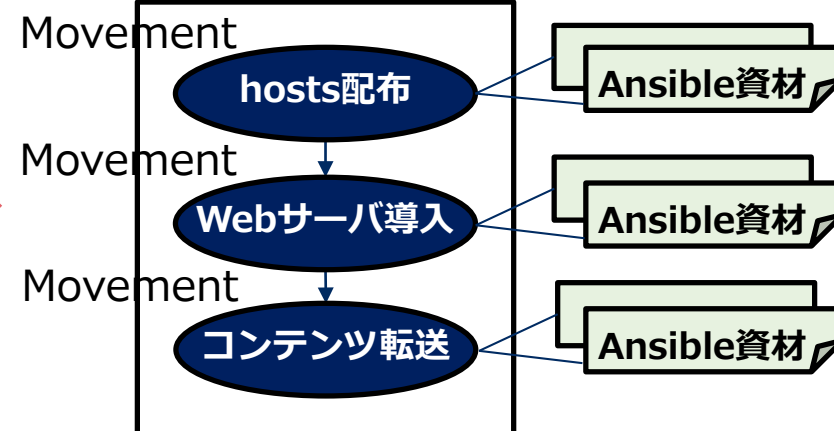 Movement
hosts配布
Ansible資材
Movement
Webサーバ導入
Ansible資材
Movement
コンテンツ転送
Ansible資材